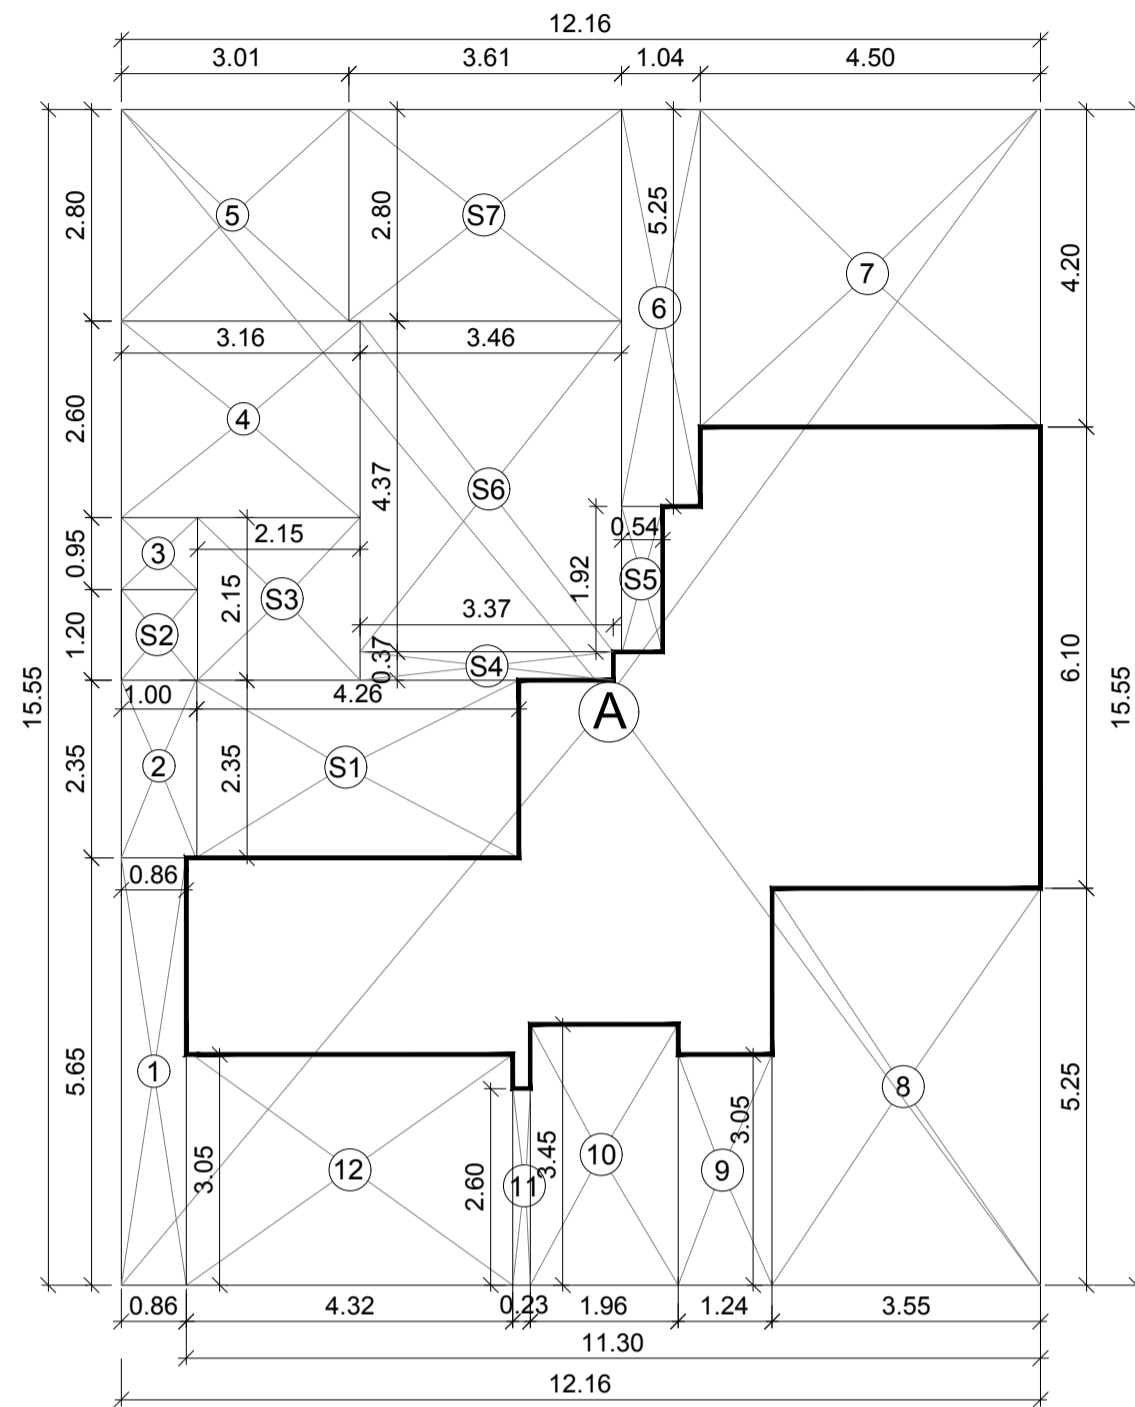 12.16
3.01 3.61 1.04 4.50
2.80 5 2.80 S7 5.25 6 7 4.20
3.16 3.46
2.60 4 4.37 S6
0.95 3 2.15 0.54
1.20 S2 2.15 S3 1.92 S5
3.37
0.37 S4
15.55 1.00 4.26 A 6.10 15.55
2.35 2 2.35 S1
0.86
5.65 1 8 5.25
3.05 12 2.60 11 3.45 10 9 3.05
0.86 4.32 0.23 1.96 1.24 3.55
11.30
12.16